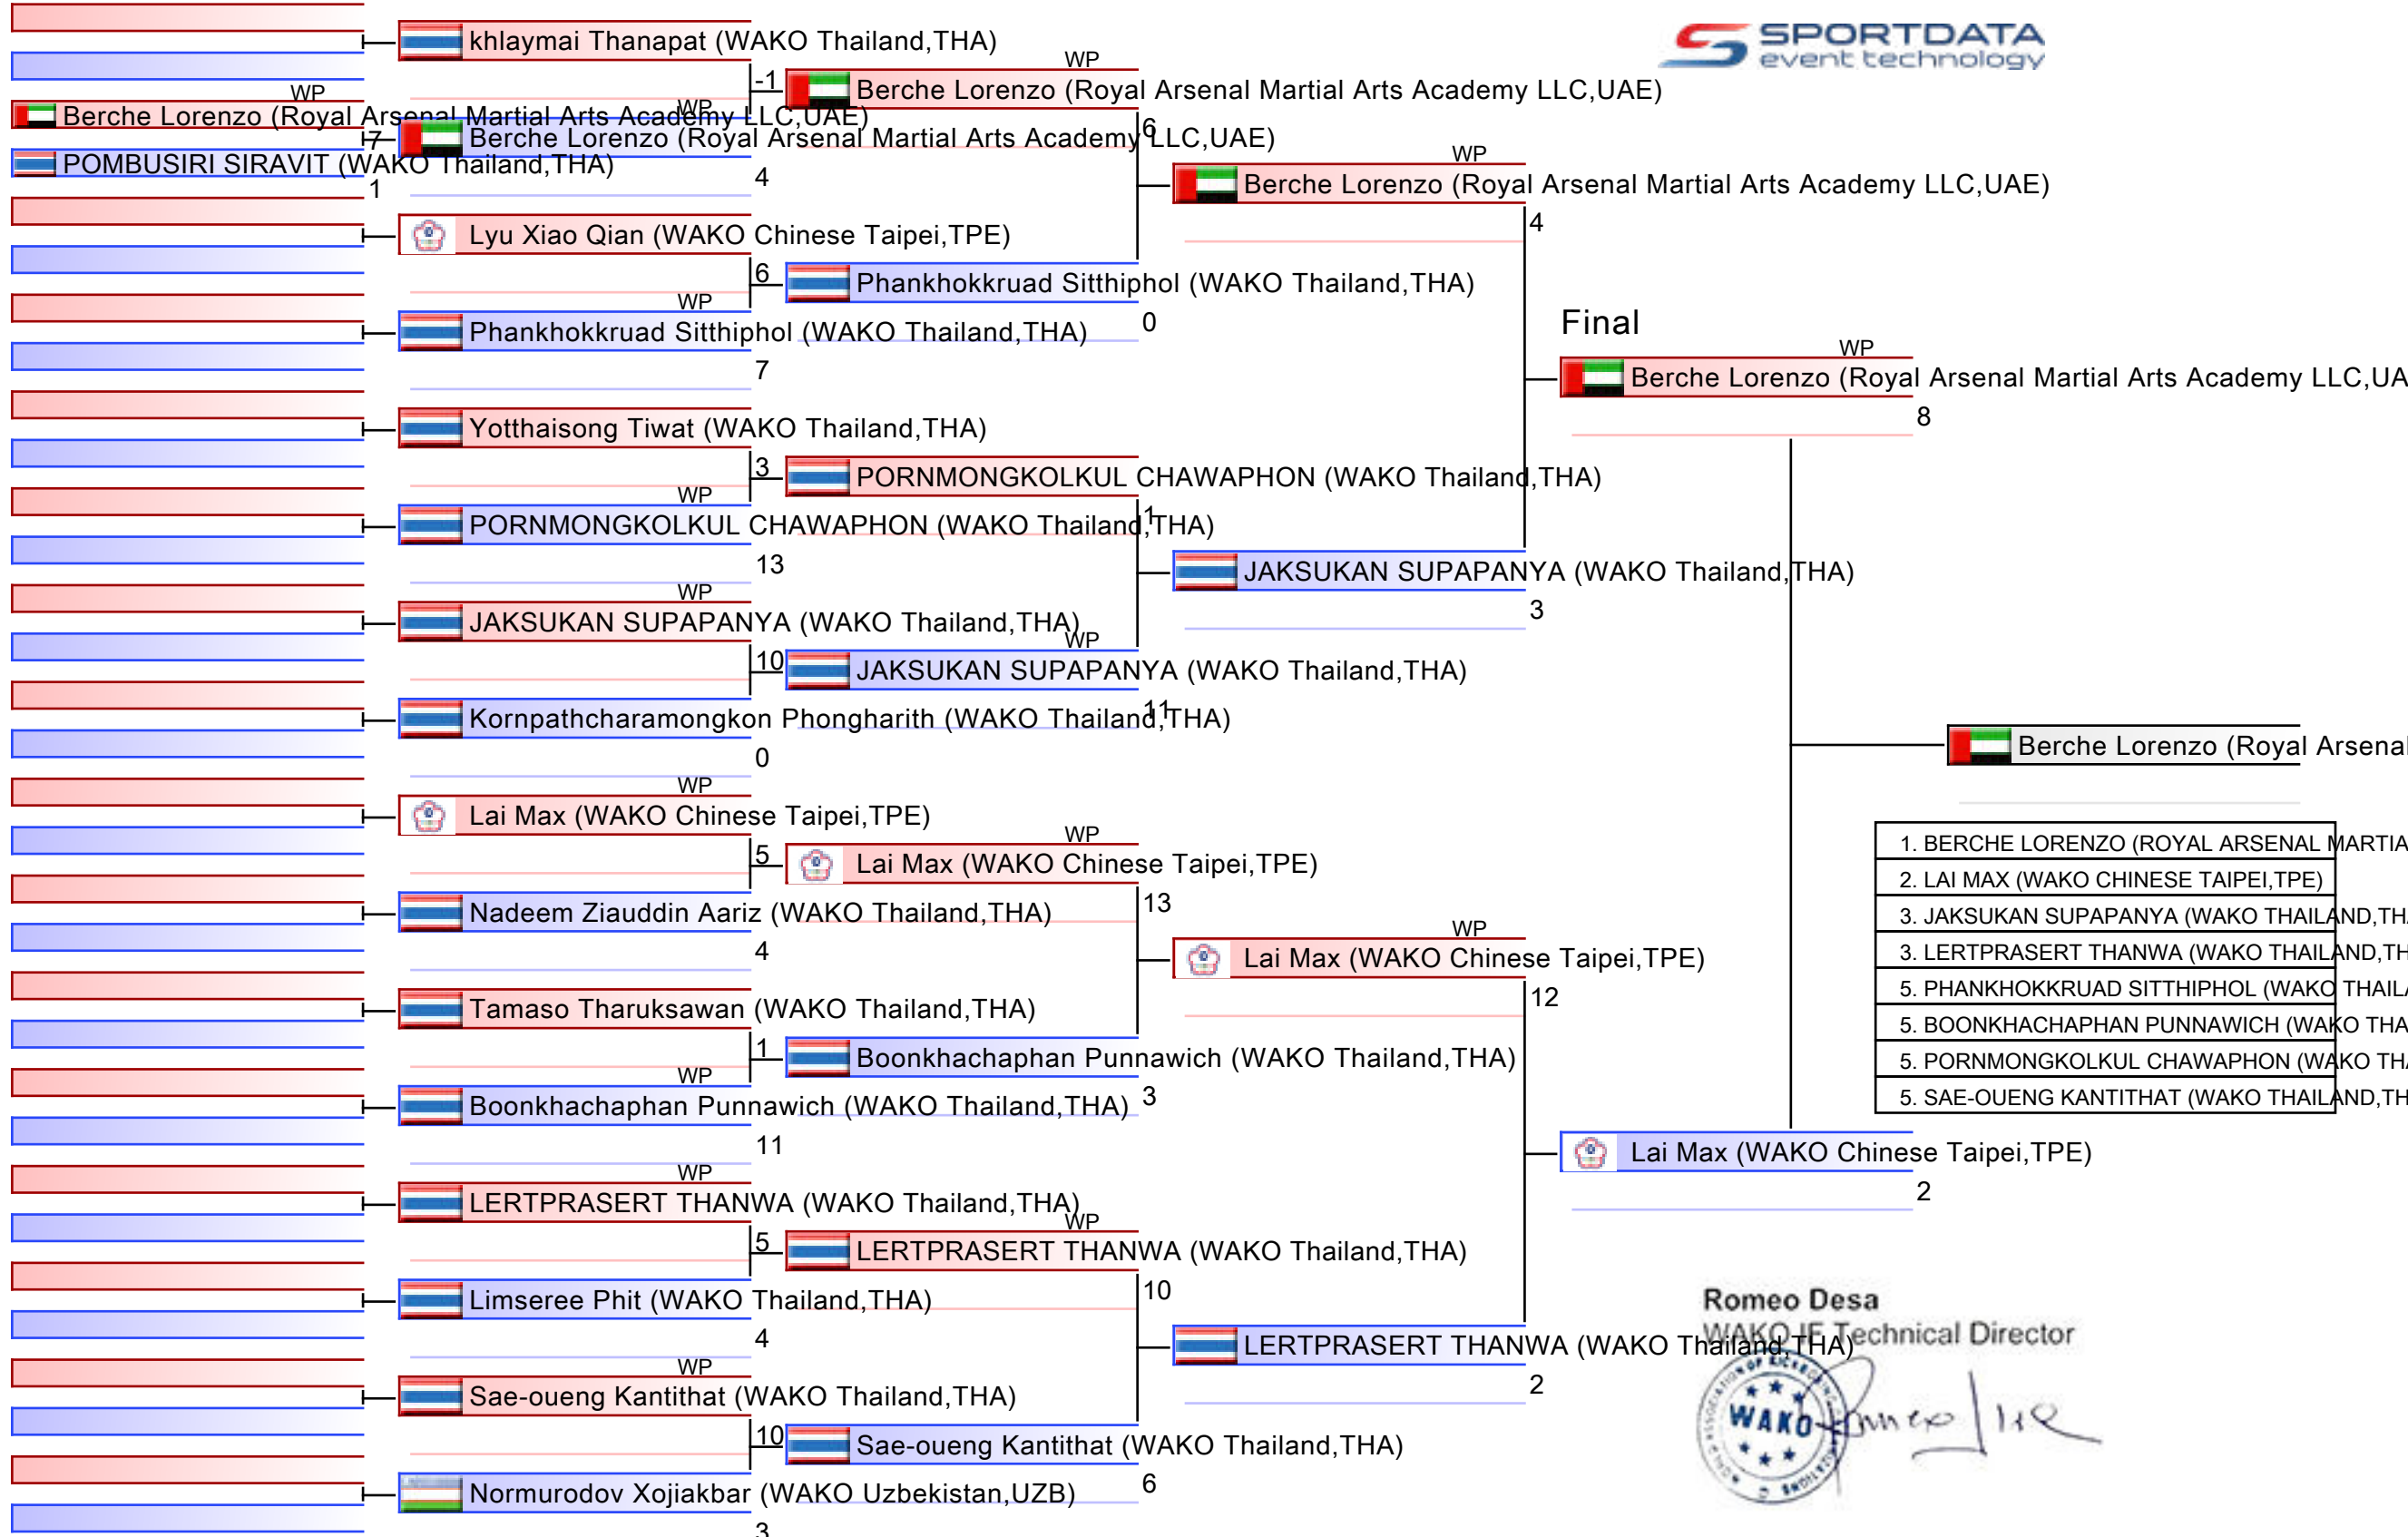 SPORTDATA
event technology
khlaymai Thanapat (WAKO Thailand,THA)
-1
WP
Berche Lorenzo (Royal Arsenal Martial Arts Academy LLC,UAE)
6
WP
Berche Lorenzo (Royal Arsenal Martial Arts Academy LLC,UAE)
7
POMBUSIRI SIRAVIT (WAKO Thailand,THA)
1
WP
Berche Lorenzo (Royal Arsenal Martial Arts Academy LLC,UAE)
4
WP
Berche Lorenzo (Royal Arsenal Martial Arts Academy LLC,UAE)
4
Lyu Xiao Qian (WAKO Chinese Taipei,TPE)
6
Phankhokkruad Sitthiphol (WAKO Thailand,THA)
0
WP
Phankhokkruad Sitthiphol (WAKO Thailand,THA)
7
Final
WP
Berche Lorenzo (Royal Arsenal Martial Arts Academy LLC,UA
8
Yotthaisong Tiwat (WAKO Thailand,THA)
3
PORNMONGKOLKUL CHAWAPHON (WAKO Thailand,THA)
1
WP
PORNMONGKOLKUL CHAWAPHON (WAKO Thailand,THA)
13
JAKSUKAN SUPAPANYA (WAKO Thailand,THA)
3
WP
JAKSUKAN SUPAPANYA (WAKO Thailand,THA)
10
WP
JAKSUKAN SUPAPANYA (WAKO Thailand,THA)
11
Kornpathcharamongkon Phongharith (WAKO Thailand,THA)
0
Berche Lorenzo (Royal Arsenal
WP
Lai Max (WAKO Chinese Taipei,TPE)
5
WP
Lai Max (WAKO Chinese Taipei,TPE)
13
Nadeem Ziauddin Aariz (WAKO Thailand,THA)
4
WP
Lai Max (WAKO Chinese Taipei,TPE)
12
Tamaso Tharuksawan (WAKO Thailand,THA)
1
Boonkhachaphan Punnawich (WAKO Thailand,THA)
3
WP
Boonkhachaphan Punnawich (WAKO Thailand,THA)
11
1. BERCHE LORENZO (ROYAL ARSENAL MARTIA
2. LAI MAX (WAKO CHINESE TAIPEI,TPE)
3. JAKSUKAN SUPAPANYA (WAKO THAILAND,TH
3. LERTPRASERT THANWA (WAKO THAILAND,TH
5. PHANKHOKKRUAD SITTHIPHOL (WAKO THAILA
5. BOONKHACHAPHAN PUNNAWICH (WAKO THA
5. PORNMONGKOLKUL CHAWAPHON (WAKO THA
5. SAE-OUENG KANTITHAT (WAKO THAILAND,TH
Lai Max (WAKO Chinese Taipei,TPE)
2
WP
LERTPRASERT THANWA (WAKO Thailand,THA)
5
WP
LERTPRASERT THANWA (WAKO Thailand,THA)
10
Limseree Phit (WAKO Thailand,THA)
4
LERTPRASERT THANWA (WAKO Thailand,THA)
2
WP
Sae-oueng Kantithat (WAKO Thailand,THA)
10
Sae-oueng Kantithat (WAKO Thailand,THA)
6
Normurodov Xojiakbar (WAKO Uzbekistan,UZB)
3
Romeo Desa
WAKO IF Technical Director
WAKO